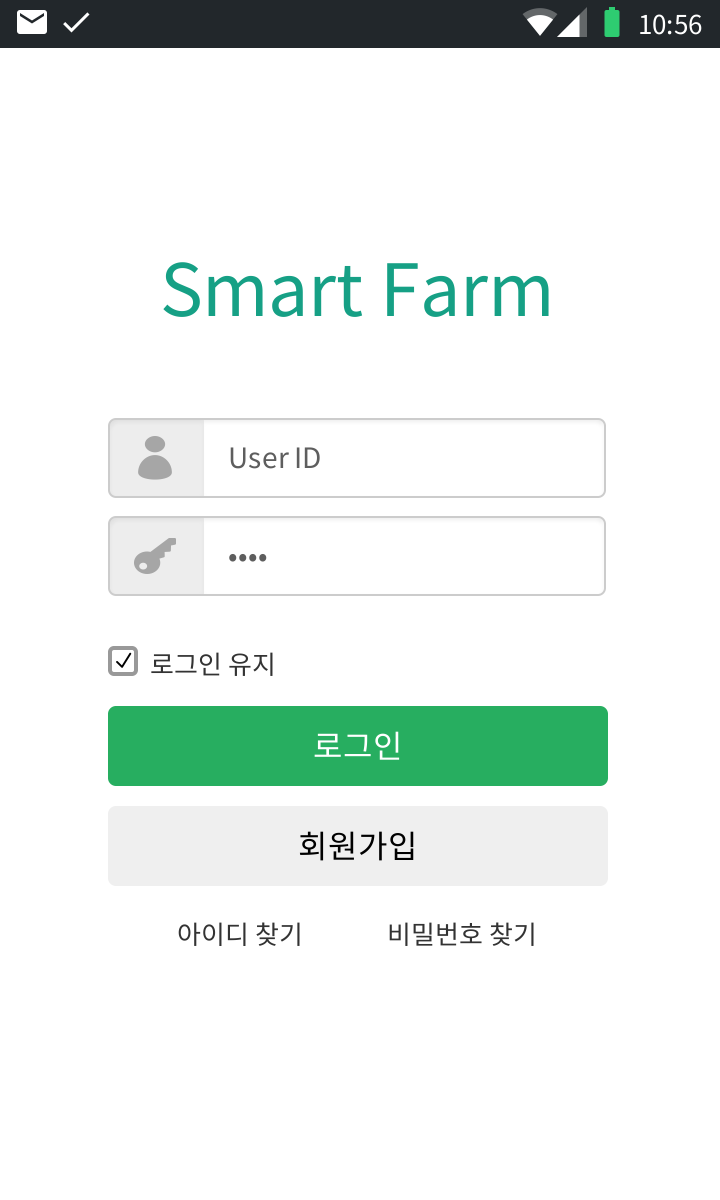 10:56
Smart Farm
User ID
••••
로그인 유지
로그인
회원가입
아이디 찾기 비밀번호 찾기